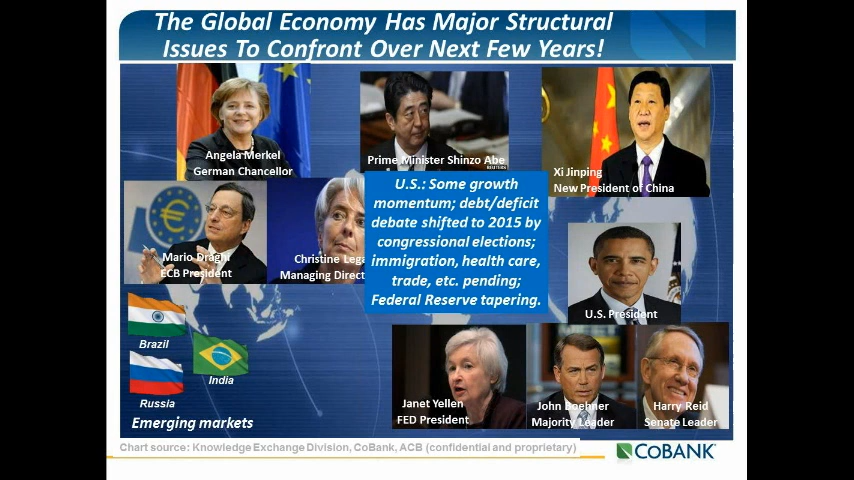 The Global Economy Has Major Structural
Issues To Confront Over Next Few Years!
Angela Merkel
German Chancellor
Prime Minister Shinzo Abe
REUTERS
Xi Jinping
New President of China
Mario Draghi
ECB President
Christine Lega
Managing Direct
U.S.: Some growth
momentum; debt/deficit
debate shifted to 2015 by
congressional elections;
immigration, health care,
trade, etc. pending;
Federal Reserve tapering.
U.S. President
Brazil
India
Russia
Emerging markets
Janet Yellen
FED President
John Boehner
Majority Leader
Harry Reid
Senate Leader
Chart source: Knowledge Exchange Division, CoBank, ACB (confidential and proprietary)
COBANK